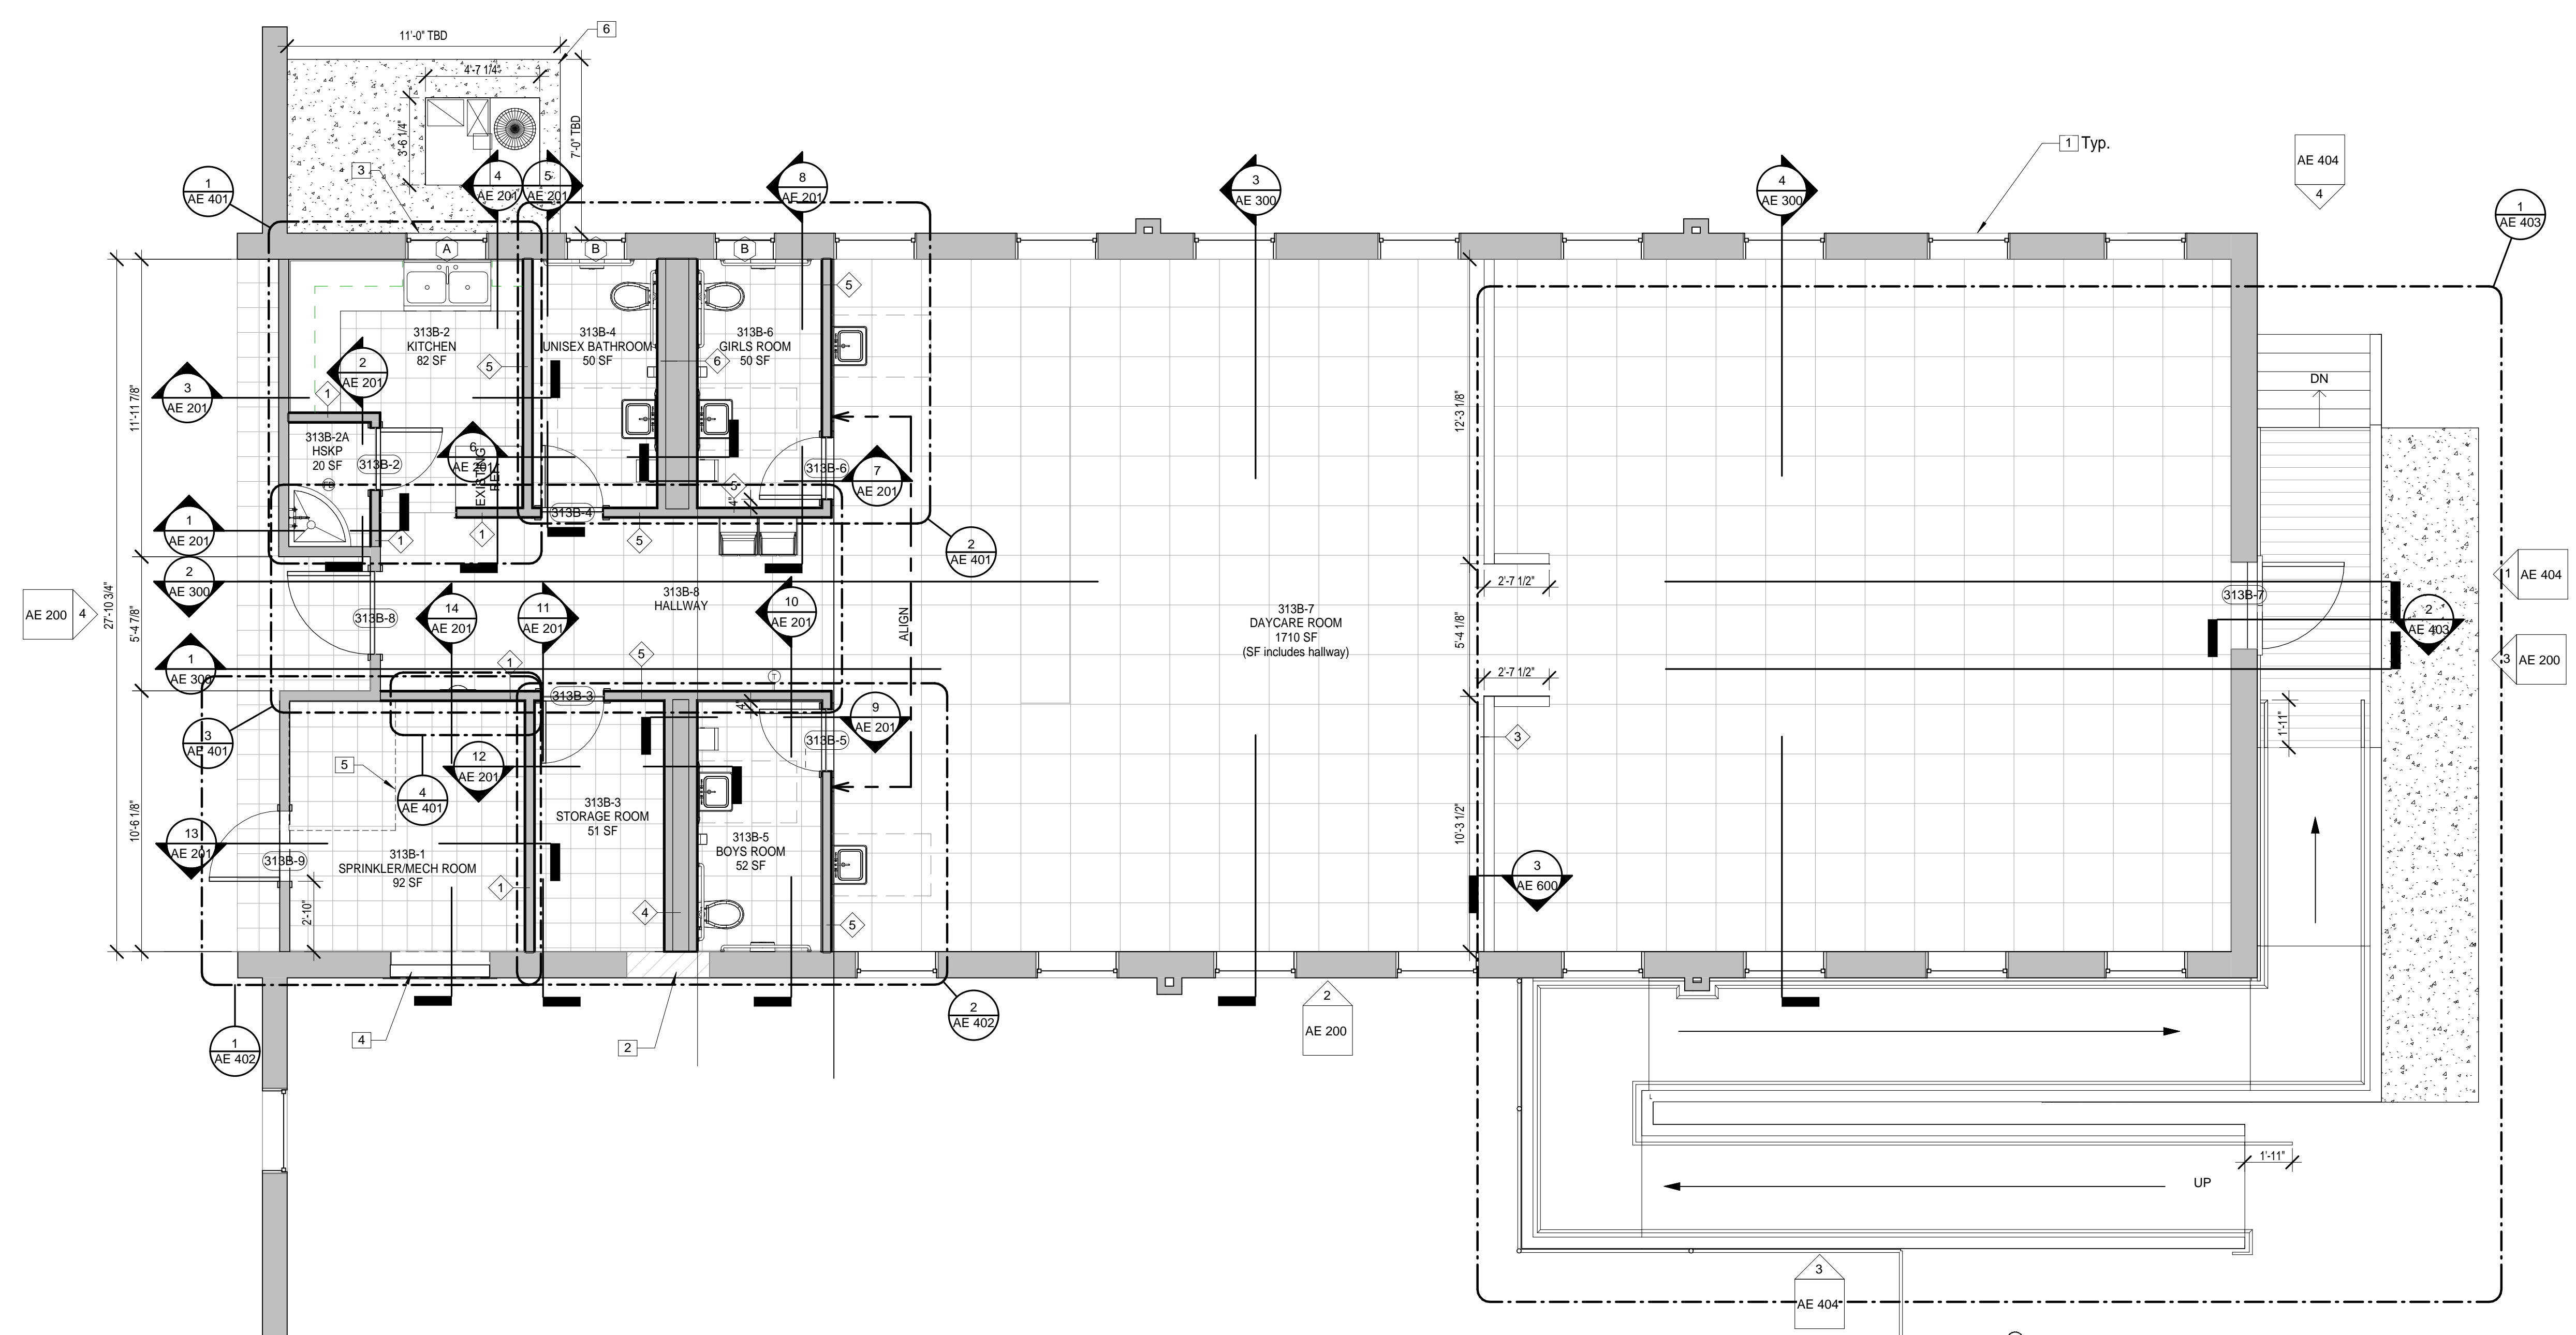 11'-0" TBD
6
4'-7 1/4"
3'-6 1/4"
7'-0" TBD
3
1
AE 401
4
AE 201
5
AE 201
8
AE 201
3
AE 300
4
AE 300
1 Typ.
AE 404
4
1
AE 403
A
B
B
5
313B-2
KITCHEN
82 SF
313B-4
UNISEX BATHROOM
50 SF
313B-6
GIRLS ROOM
50 SF
6
5
2
AE 201
3
AE 201
1
11'-11 7/8"
12'-3 1/8"
DN
313B-2A
HSKP
20 SF
313B-2
6
AE 201
EXISTING
REF.
313B-6
7
AE 201
5
4"
313B-4
FD
1
AE 201
1
1
5
2
AE 401
2
AE 300
AE 200
4
27'-10 3/4"
5'-4 7/8"
313B-8
14
AE 201
11
AE 201
313B-8
HALLWAY
10
AE 201
ALIGN
313B-7
DAYCARE ROOM
1710 SF
(SF includes hallway)
2'-7 1/2"
5'-4 1/8"
2'-7 1/2"
313B-7
1
AE 404
2
AE 403
3
AE 200
1
AE 300
1
5
T
313B-3
4"
9
AE 201
313B-5
3
1'-11"
3
AE 401
5
12
AE 201
4
AE 401
313B-3
STORAGE ROOM
51 SF
10'-6 1/8"
10'-3 1/2"
13
AE 201
313B-9
313B-1
SPRINKLER/MECH ROOM
92 SF
313B-5
BOYS ROOM
52 SF
1
4
5
2'-10"
3
AE 600
1
AE 402
4
2
2
AE 402
2
AE 200
L
1'-11"
UP
3
AE 404